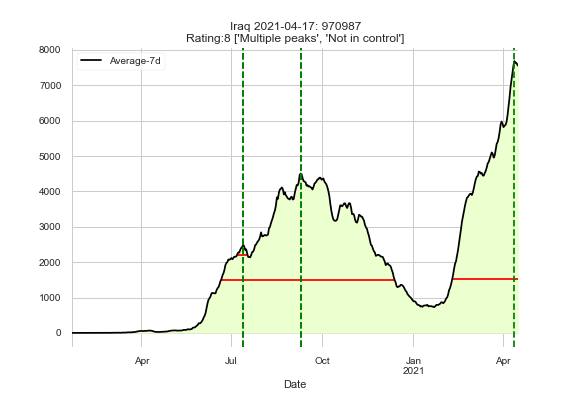 Iraq 2021-04-17: 970987
Rating:8 ['Multiple peaks', 'Not in control']
Average-7d
8000
7000
6000
5000
4000
3000
2000
1000
0
Apr Jul Oct Jan Apr
2021
Date